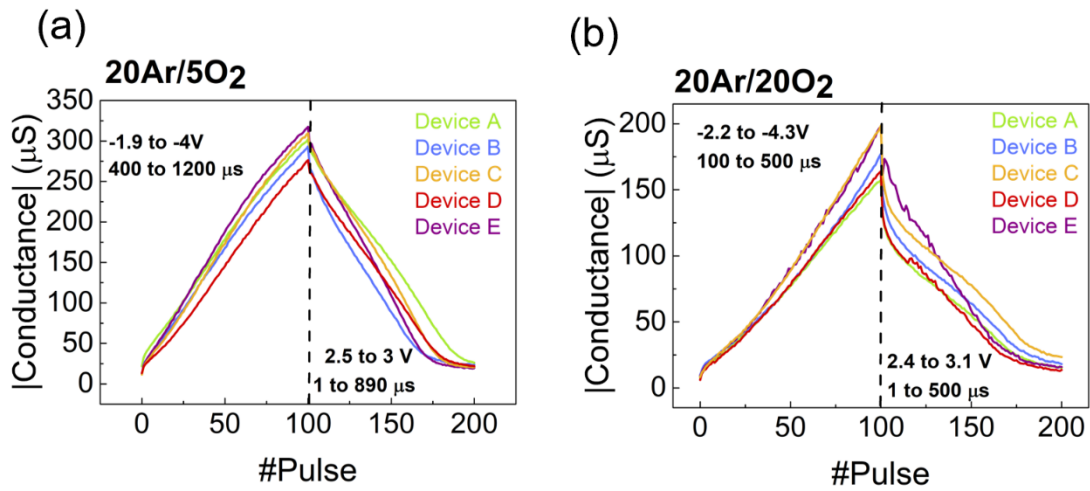 (a)
20Ar/5O2
-1.9 to -4V
400 to 1200 μs
Device A
Device B
Device C
Device D
Device E
2.5 to 3 V
1 to 890 μs
350
300
250
200
150
100
50
0
|Conductance| (μS)
0
50
100
150
200
#Pulse
(b)
20Ar/20O2
-2.2 to -4.3V
100 to 500 μs
Device A
Device B
Device C
Device D
Device E
2.4 to 3.1 V
1 to 500 μs
200
150
100
50
0
|Conductance| (μS)
0
50
100
150
200
#Pulse